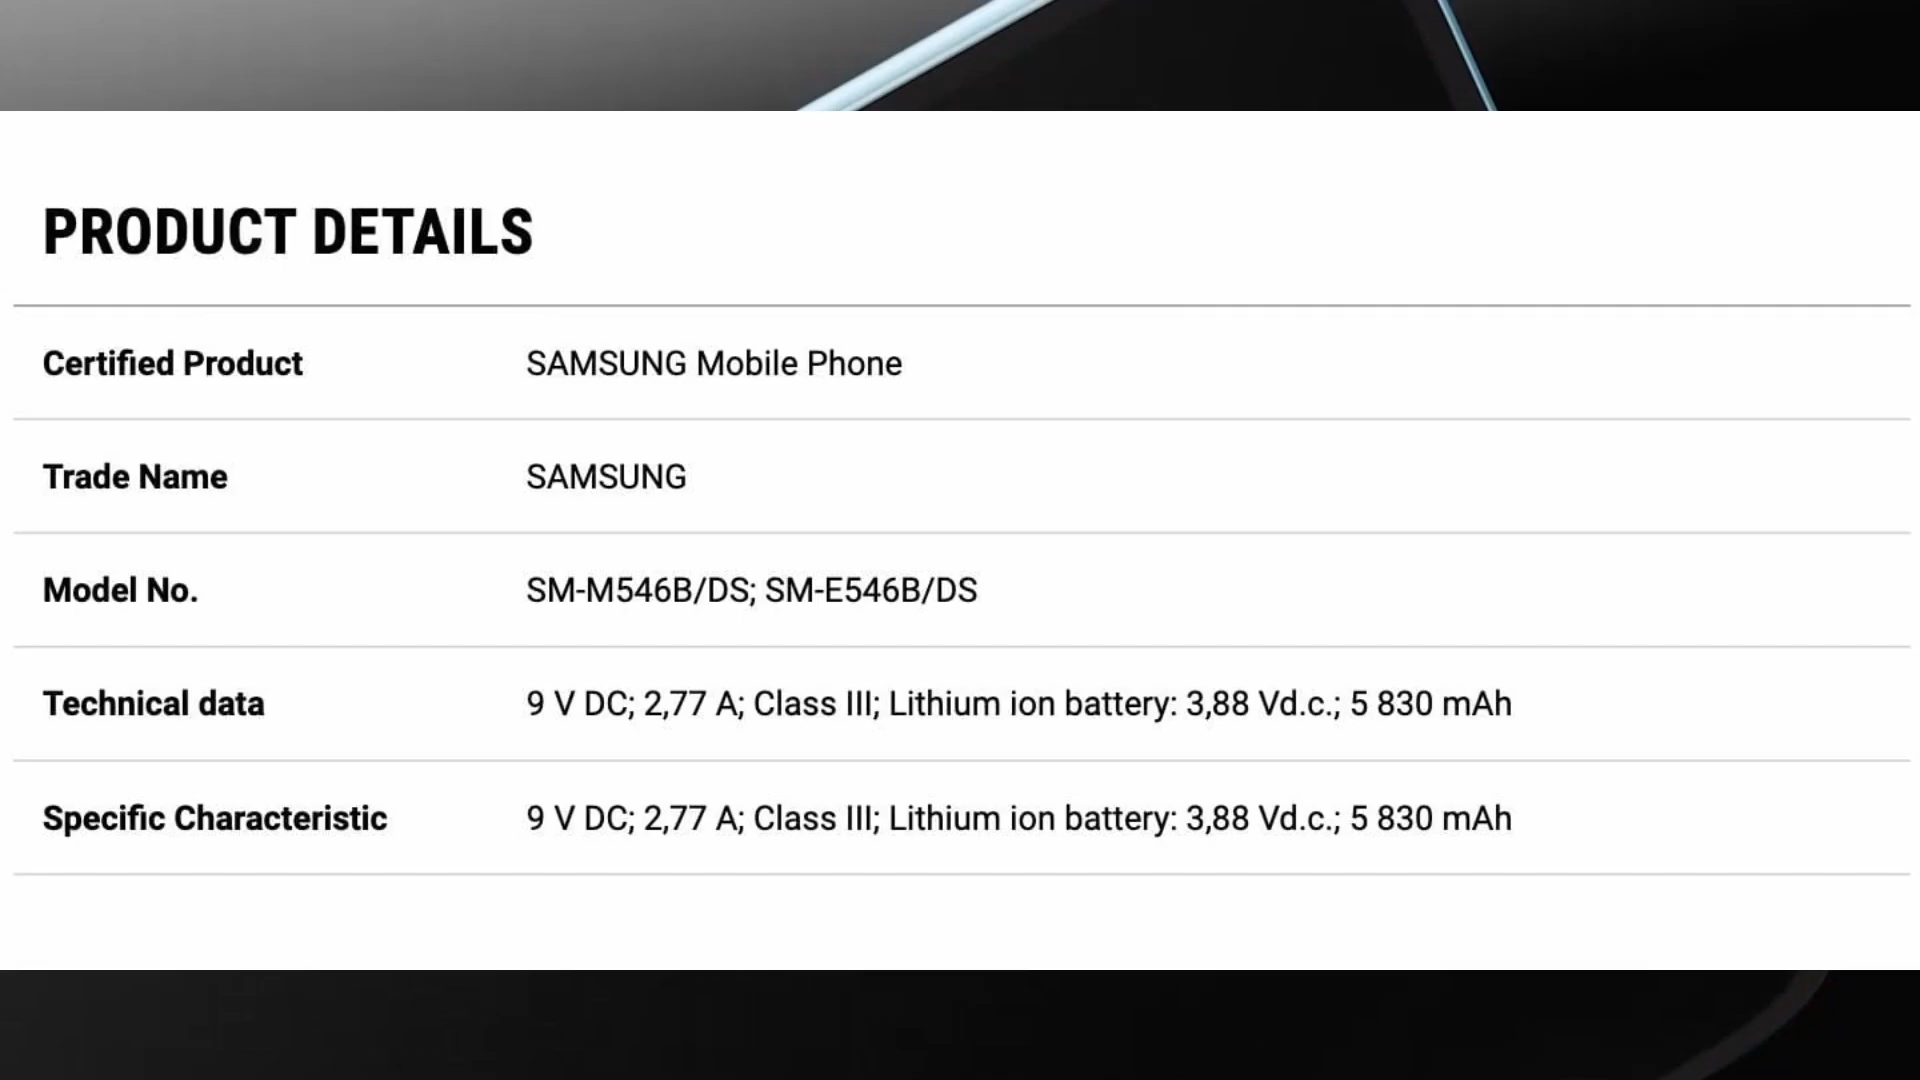 PRODUCT DETAILS
Certified Product SAMSUNG Mobile Phone
Trade Name SAMSUNG
Model No. SM-M546B/DS; SM-E546B/DS
Technical data 9 V DC; 2,77 A; Class III; Lithium ion battery: 3,88 Vd.c.; 5 830 mAh
Specific Characteristic 9 V DC; 2,77 A; Class III; Lithium ion battery: 3,88 Vd.c.; 5 830 mAh